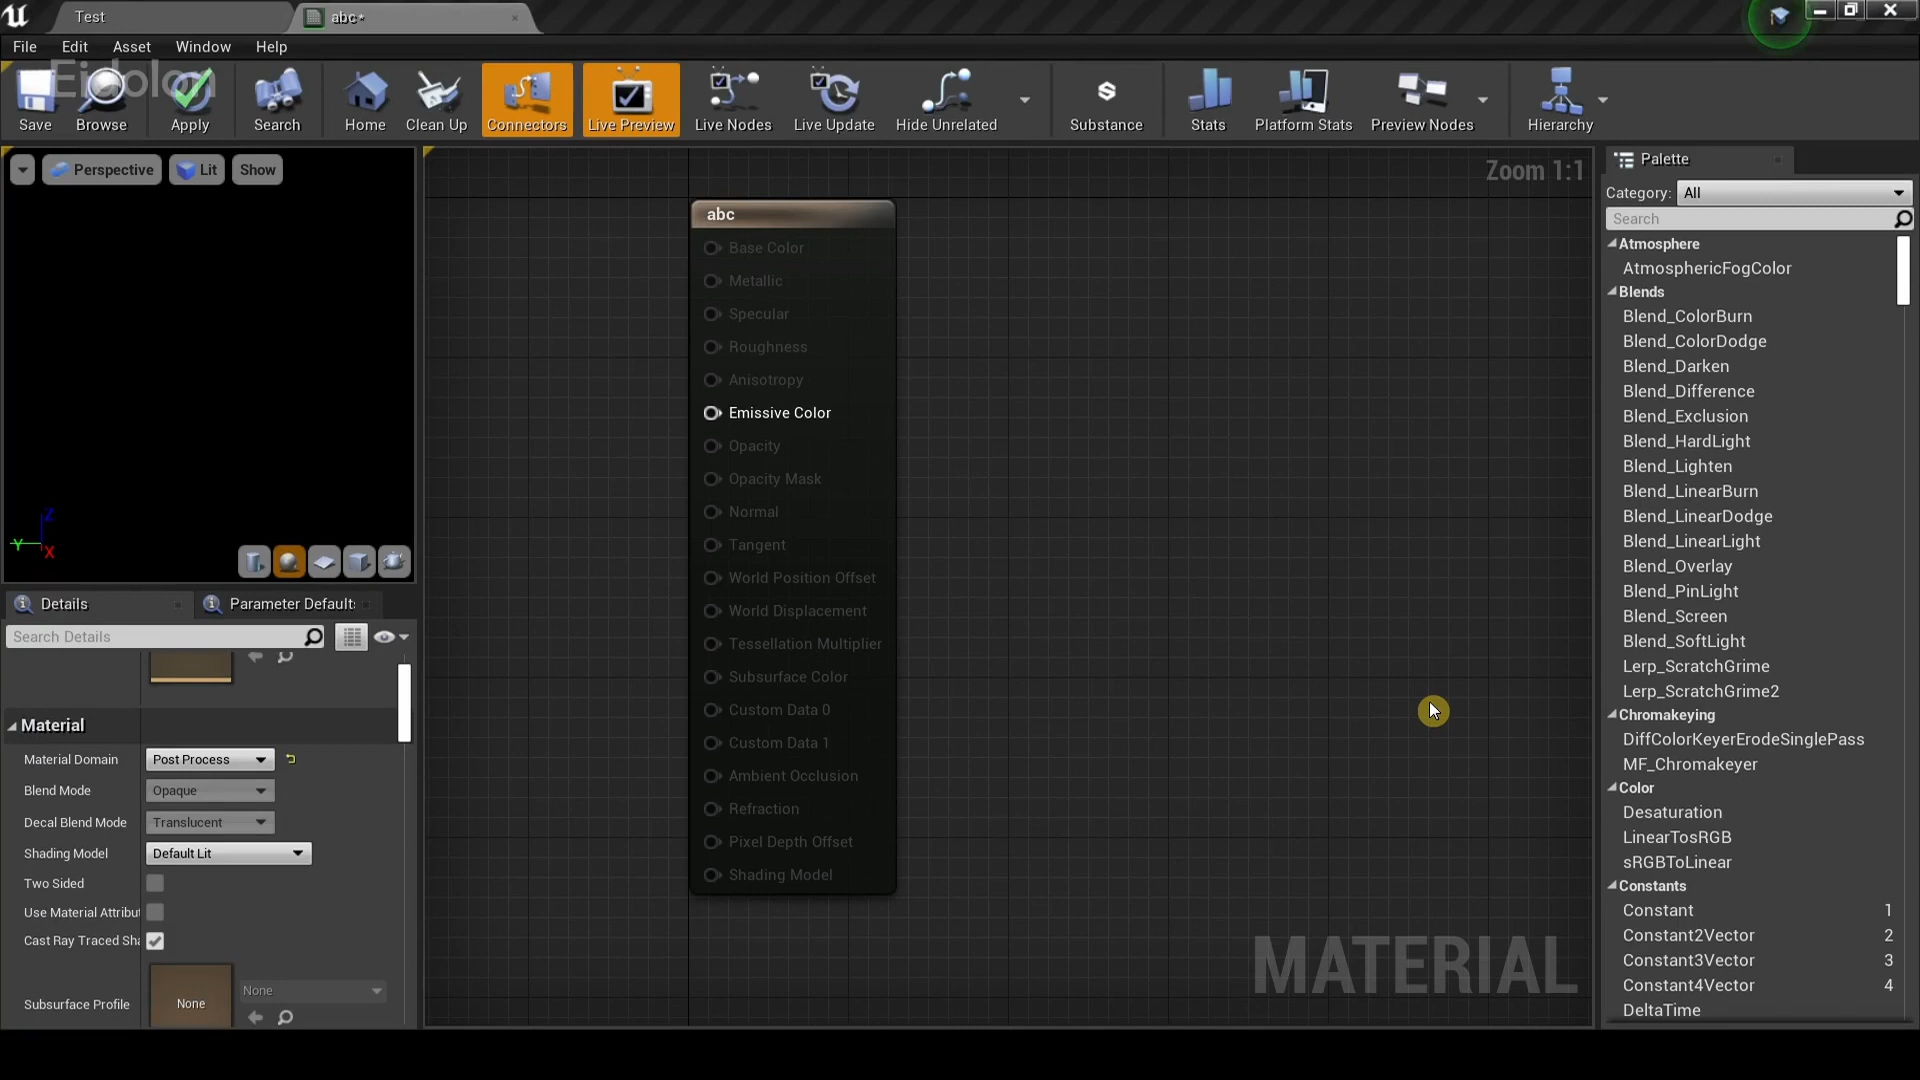 Test
abc*
File Edit Asset Window Help
Eidolon
Save Browse Apply Search Home Clean Up Connectors Live Preview Live Nodes Live Update Hide Unrelated Substance Stats Platform Stats Preview Nodes Hierarchy
Perspective Lit Show
Zoom 1:1
Z
Y
X
abc
Base Color
Metallic
Specular
Roughness
Anisotropy
Emissive Color
Opacity
Opacity Mask
Normal
Tangent
World Position Offset
World Displacement
Tessellation Multiplier
Subsurface Color
Custom Data 0
Custom Data 1
Ambient Occlusion
Refraction
Pixel Depth Offset
Shading Model
MATERIAL
Details
Parameter Default
Search Details
Material
Material Domain Post Process
Blend Mode Opaque
Decal Blend Mode Translucent
Shading Model Default Lit
Two Sided
Use Material Attribut
Cast Ray Traced Sha
Subsurface Profile None None
Palette
Category: All
Search
Atmosphere
AtmosphericFogColor
Blends
Blend_ColorBurn
Blend_ColorDodge
Blend_Darken
Blend_Difference
Blend_Exclusion
Blend_HardLight
Blend_Lighten
Blend_LinearBurn
Blend_LinearDodge
Blend_LinearLight
Blend_Overlay
Blend_PinLight
Blend_Screen
Blend_SoftLight
Lerp_ScratchGrime
Lerp_ScratchGrime2
Chromakeying
DiffColorKeyerErodeSinglePass
MF_Chromakeyer
Color
Desaturation
LinearTosRGB
sRGBToLinear
Constants
Constant 1
Constant2Vector 2
Constant3Vector 3
Constant4Vector 4
DeltaTime